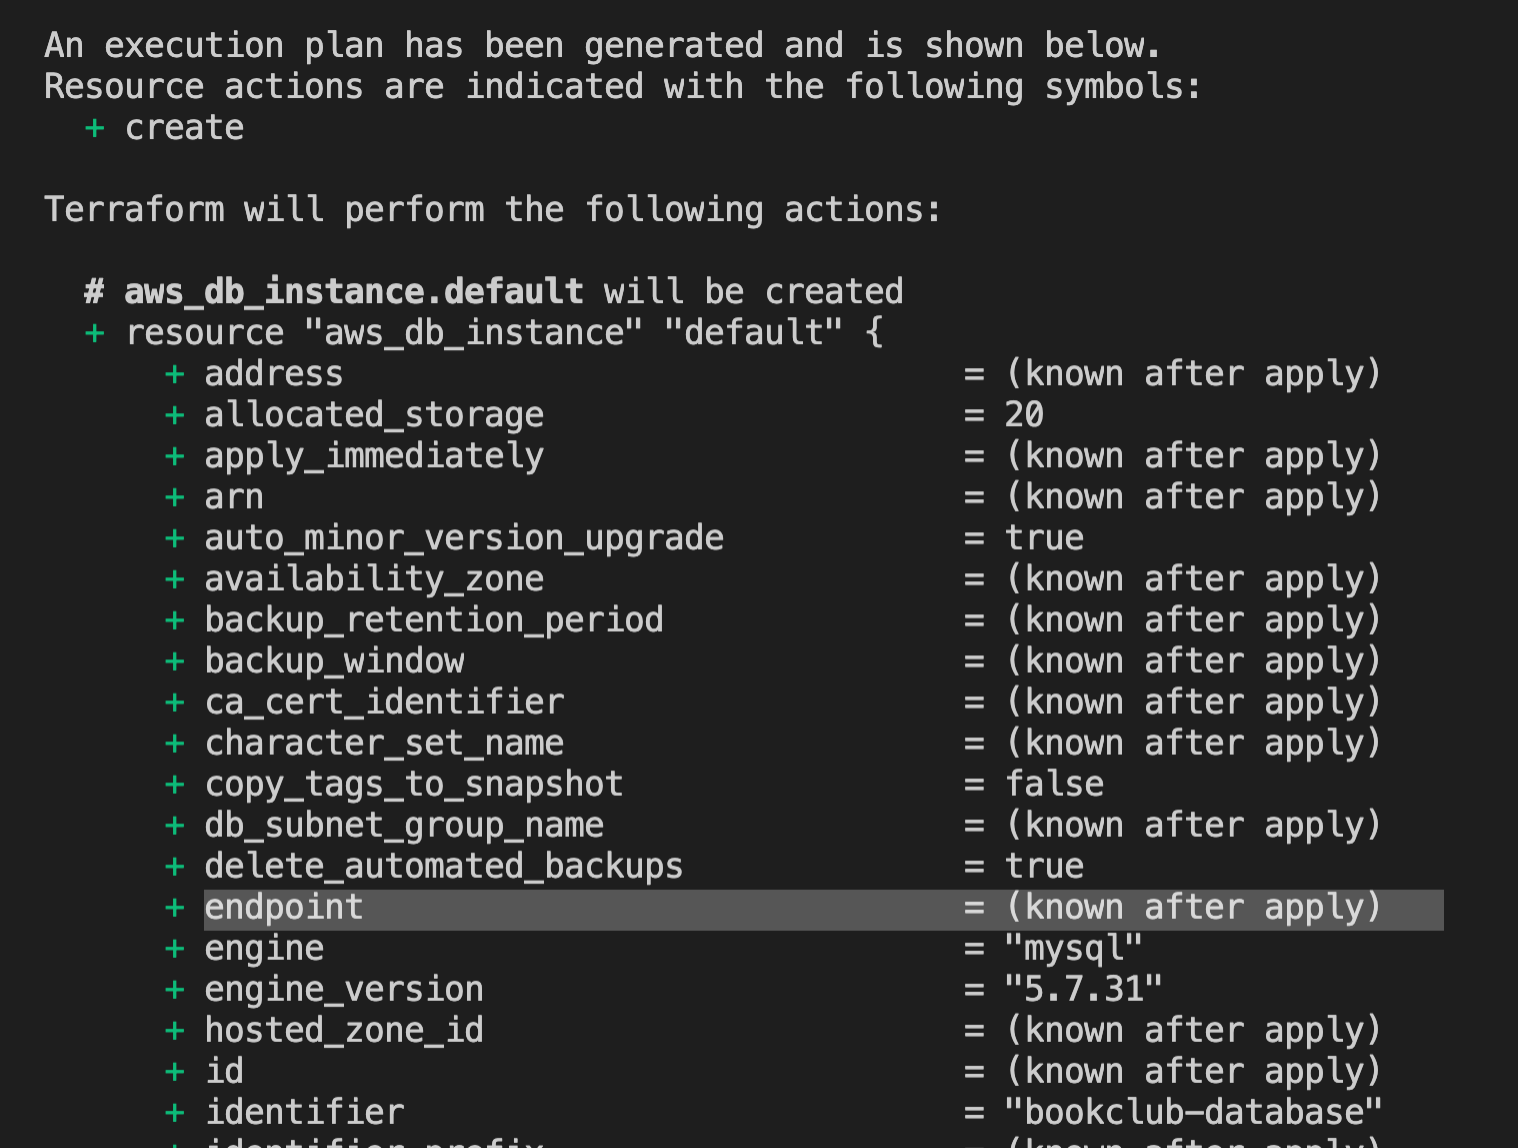 An execution plan has been generated and is shown below.
Resource actions are indicated with the following symbols:
  + create

Terraform will perform the following actions:

  # aws_db_instance.default will be created
  + resource "aws_db_instance" "default" {
      + address                               = (known after apply)
      + allocated_storage                     = 20
      + apply_immediately                     = (known after apply)
      + arn                                   = (known after apply)
      + auto_minor_version_upgrade            = true
      + availability_zone                     = (known after apply)
      + backup_retention_period               = (known after apply)
      + backup_window                         = (known after apply)
      + ca_cert_identifier                    = (known after apply)
      + character_set_name                    = (known after apply)
      + copy_tags_to_snapshot                 = false
      + db_subnet_group_name                  = (known after apply)
      + delete_automated_backups              = true
      + endpoint                              = (known after apply)
      + engine                                = "mysql"
      + engine_version                        = "5.7.31"
      + hosted_zone_id                        = (known after apply)
      + id                                    = (known after apply)
      + identifier                            = "bookclub-database"
      + identifier_prefix                     = (known after apply)